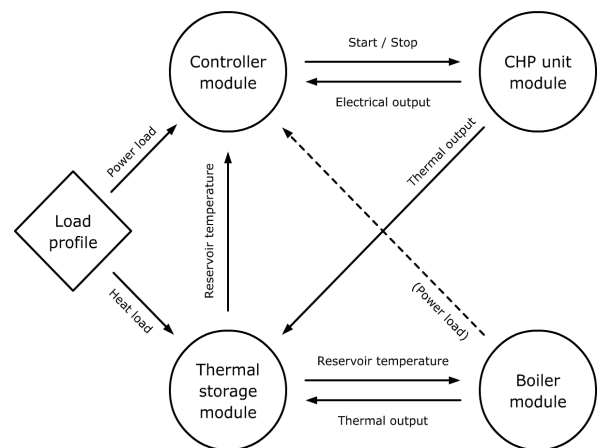 Controller
module
Start / Stop
Electrical output
CHP unit
module
Power load
Thermal output
Reservoir temperature
Load
profile
Heat load
(Power load)
Thermal
storage
module
Reservoir temperature
Thermal output
Boiler
module